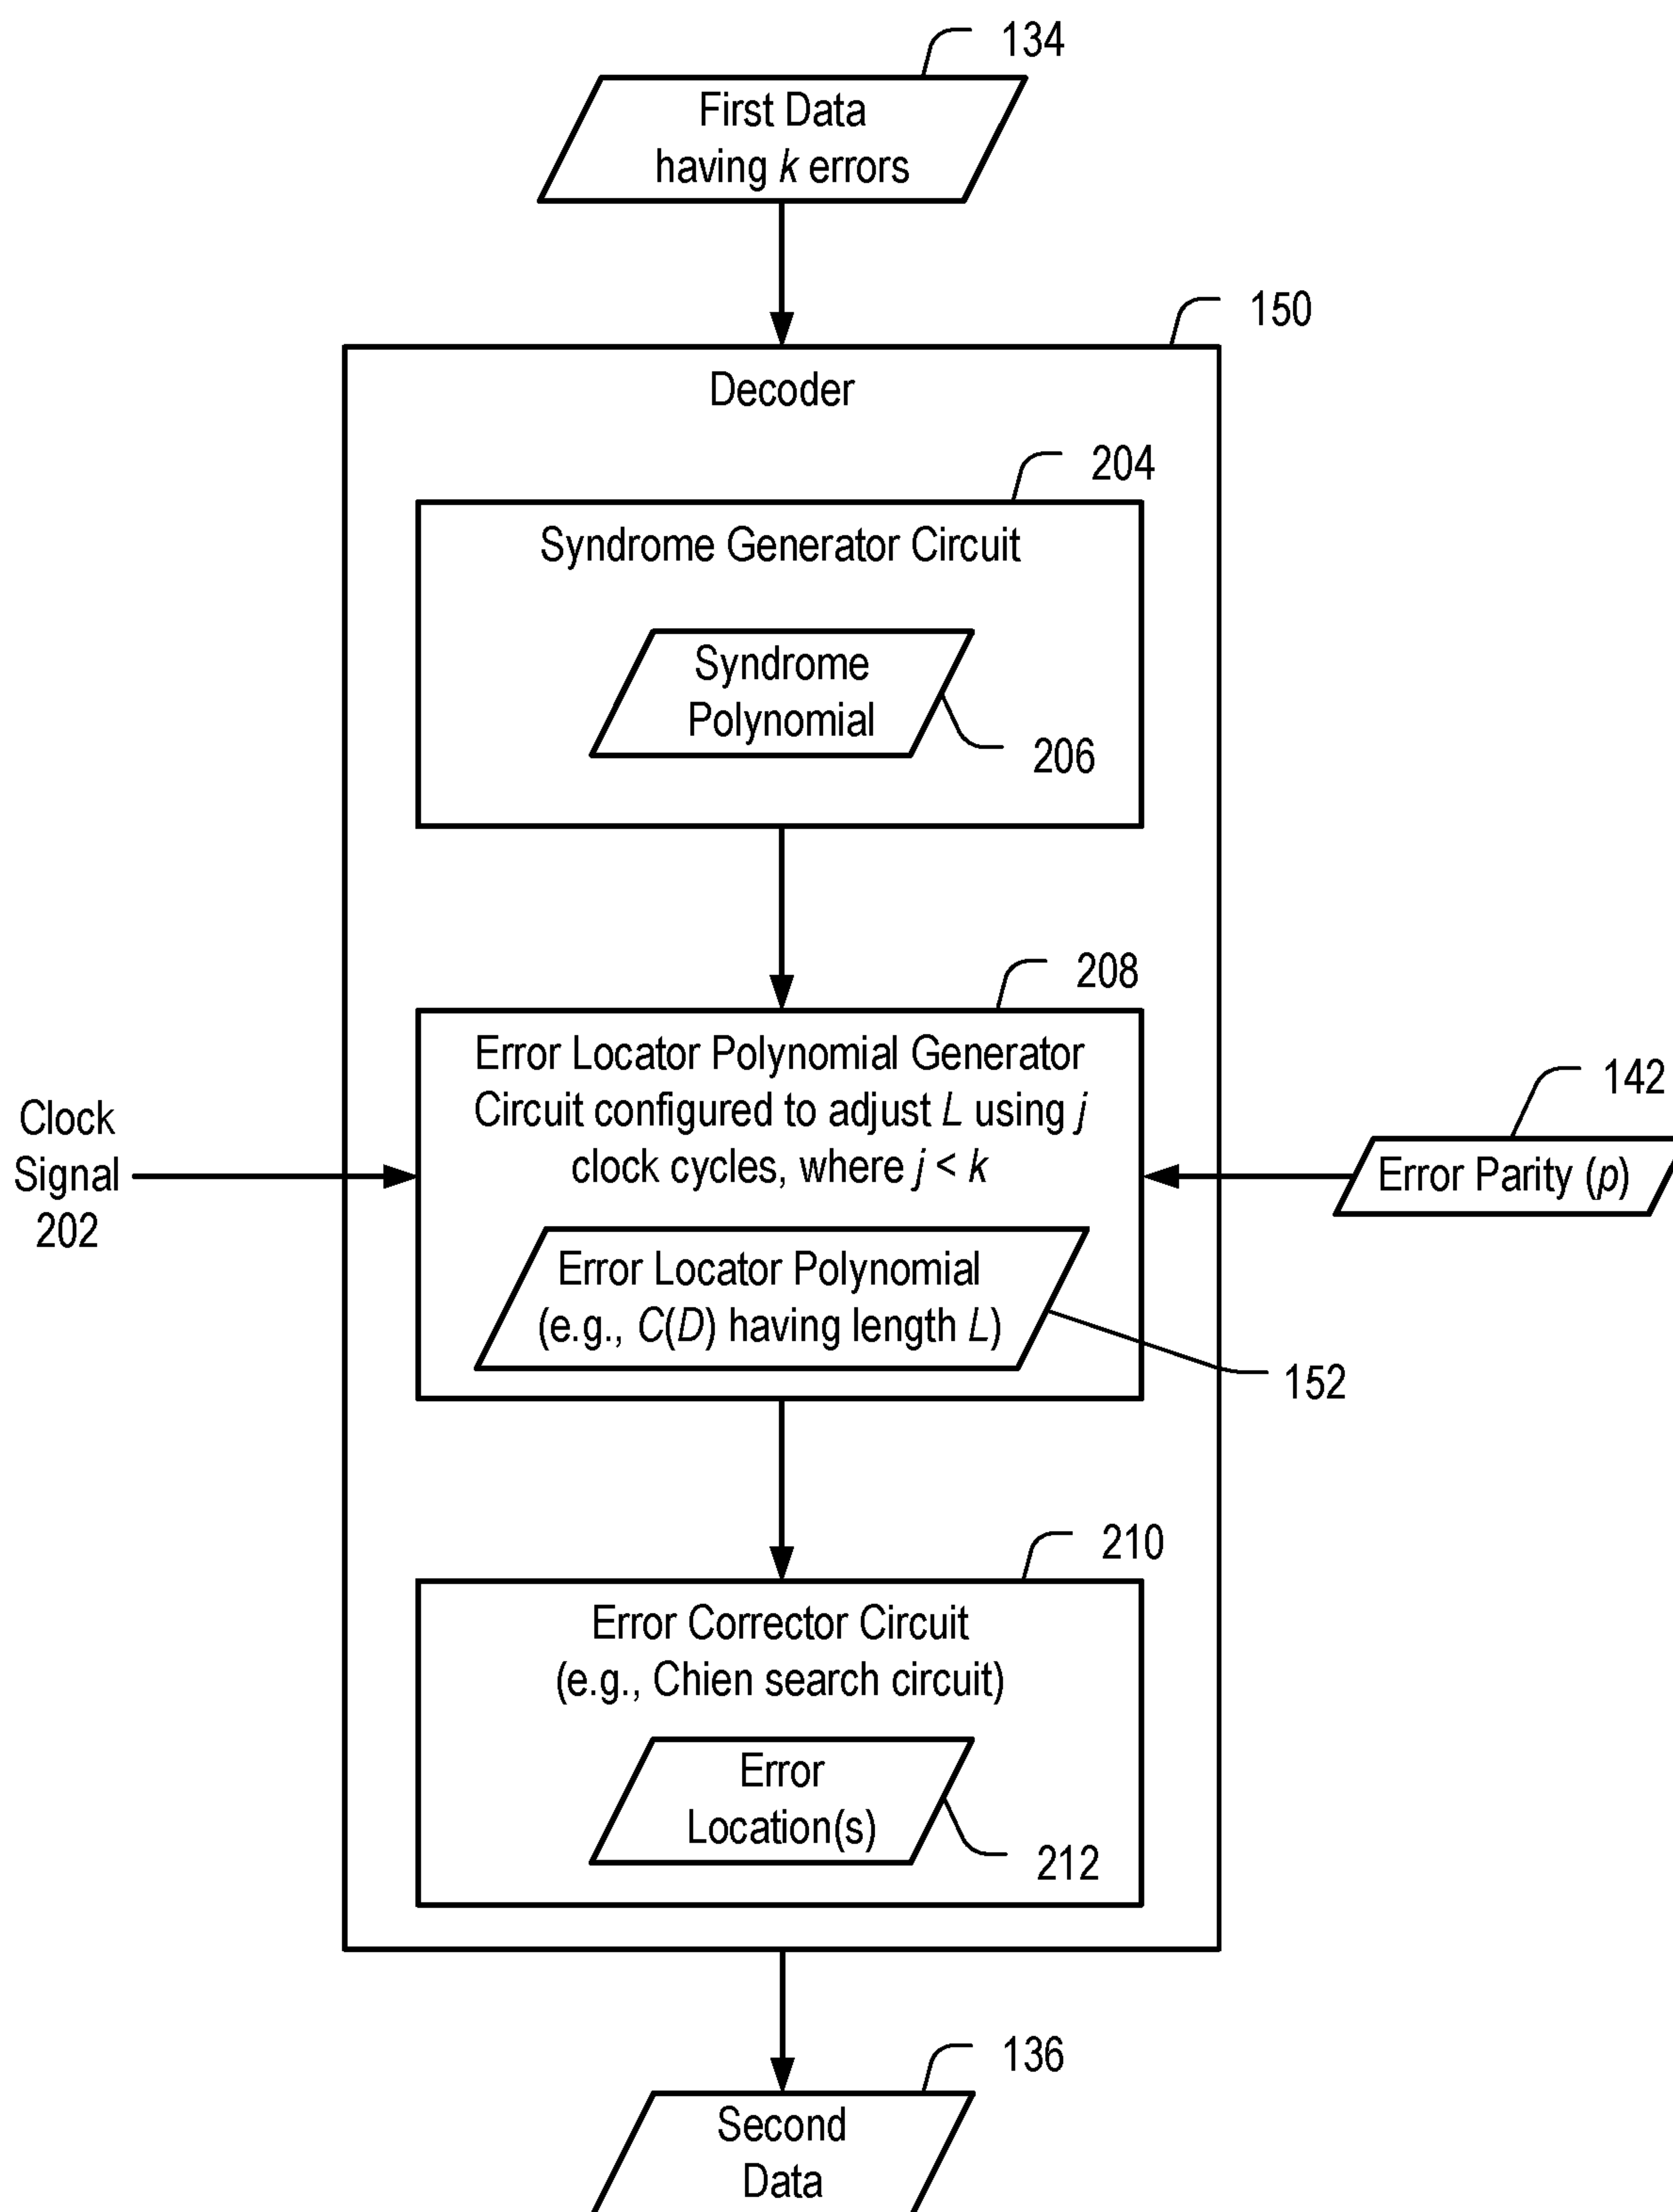 134
First Data
having k errors
150
Decoder
204
Syndrome Generator Circuit
Syndrome
Polynomial
206
208
Error Locator Polynomial Generator
Circuit configured to adjust L using j
clock cycles, where j < k
Clock
Signal
202
142
Error Parity (p)
Error Locator Polynomial
(e.g., C(D) having length L)
152
210
Error Corrector Circuit
(e.g., Chien search circuit)
Error
Location(s)
212
136
Second
Data